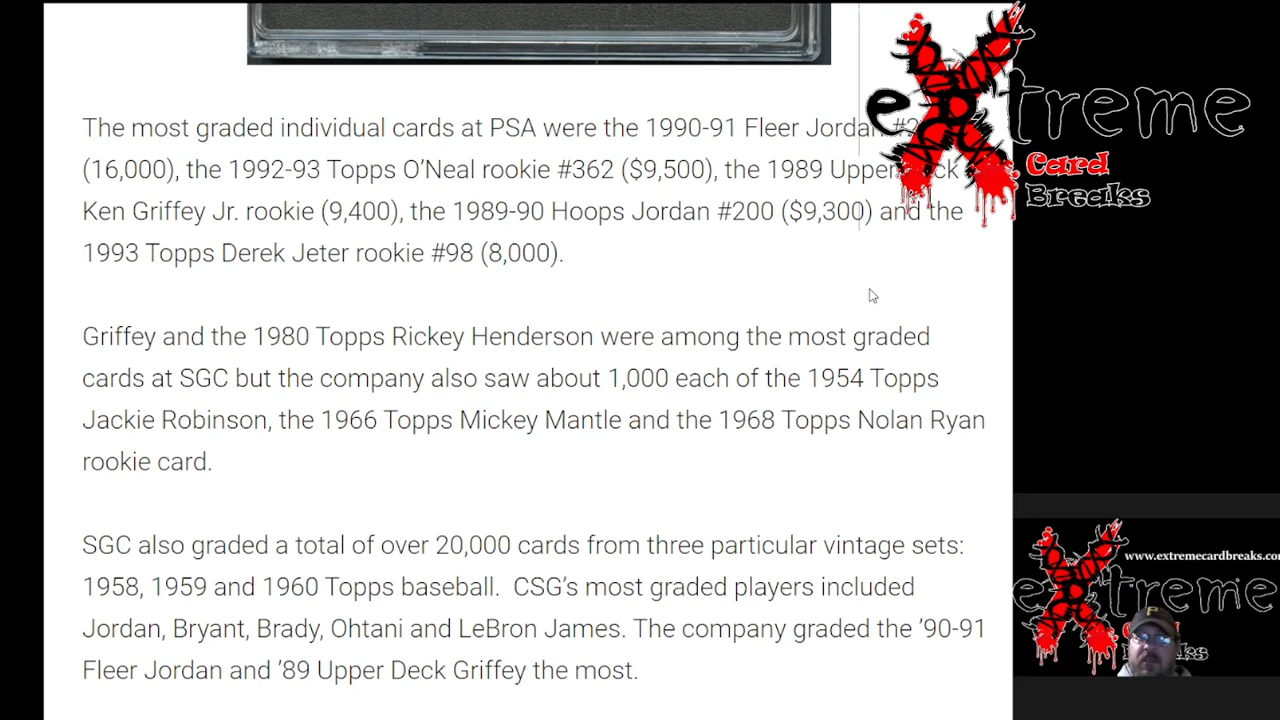 The most graded individual cards at PSA were the 1990-91 Fleer Jordan
(16,000), the 1992-93 Topps O’Neal rookie #362 ($9,500), the 1989 Upper Deck
Ken Griffey Jr. rookie (9,400), the 1989-90 Hoops Jordan #200 ($9,300) and the
1993 Topps Derek Jeter rookie #98 (8,000).
Griffey and the 1980 Topps Rickey Henderson were among the most graded
cards at SGC but the company also saw about 1,000 each of the 1954 Topps
Jackie Robinson, the 1966 Topps Mickey Mantle and the 1968 Topps Nolan Ryan
rookie card.
SGC also graded a total of over 20,000 cards from three particular vintage sets:
1958, 1959 and 1960 Topps baseball.  CSG’s most graded players included
Jordan, Bryant, Brady, Ohtani and LeBron James. The company graded the ’90-91
Fleer Jordan and ’89 Upper Deck Griffey the most.
eXtreme
Card
Breaks
www.extremecardbreaks.co
eXtreme
P